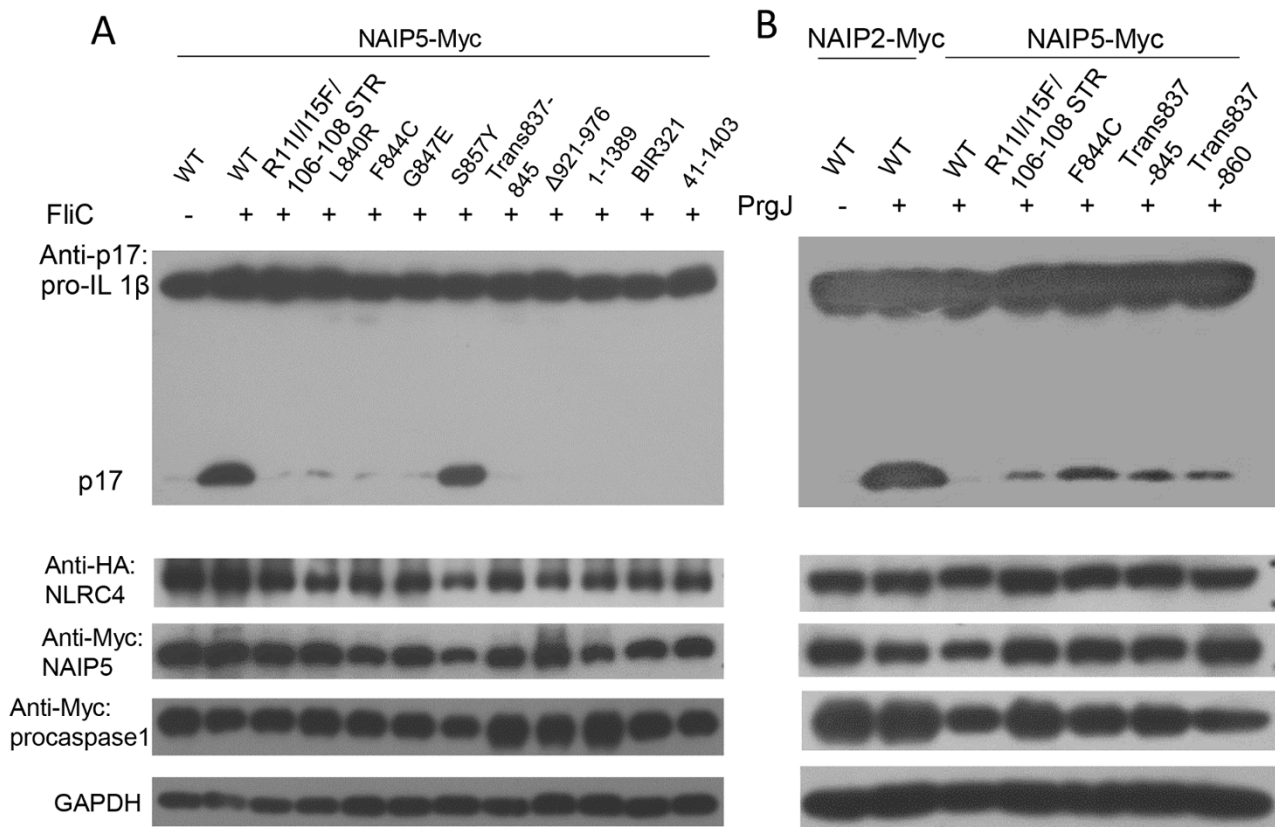 A
NAIP5-Myc
WT
WT
R11I/I15F/
106-108 STR
L840R
F844C
G847E
S857Y
Trans837-
845
Δ921-976
1-1389
BIR321
41-1403
FliC
- + + + + + + + + + + +
Anti-p17:
pro-IL 1β
p17
Anti-HA:
NLRC4
Anti-Myc:
NAIP5
Anti-Myc:
procaspase1
GAPDH
B
NAIP2-Myc
NAIP5-Myc
WT
WT
WT
R11I/I15F/
106-108 STR
F844C
Trans837
-845
Trans837
-860
PrgJ
- + + + + + +